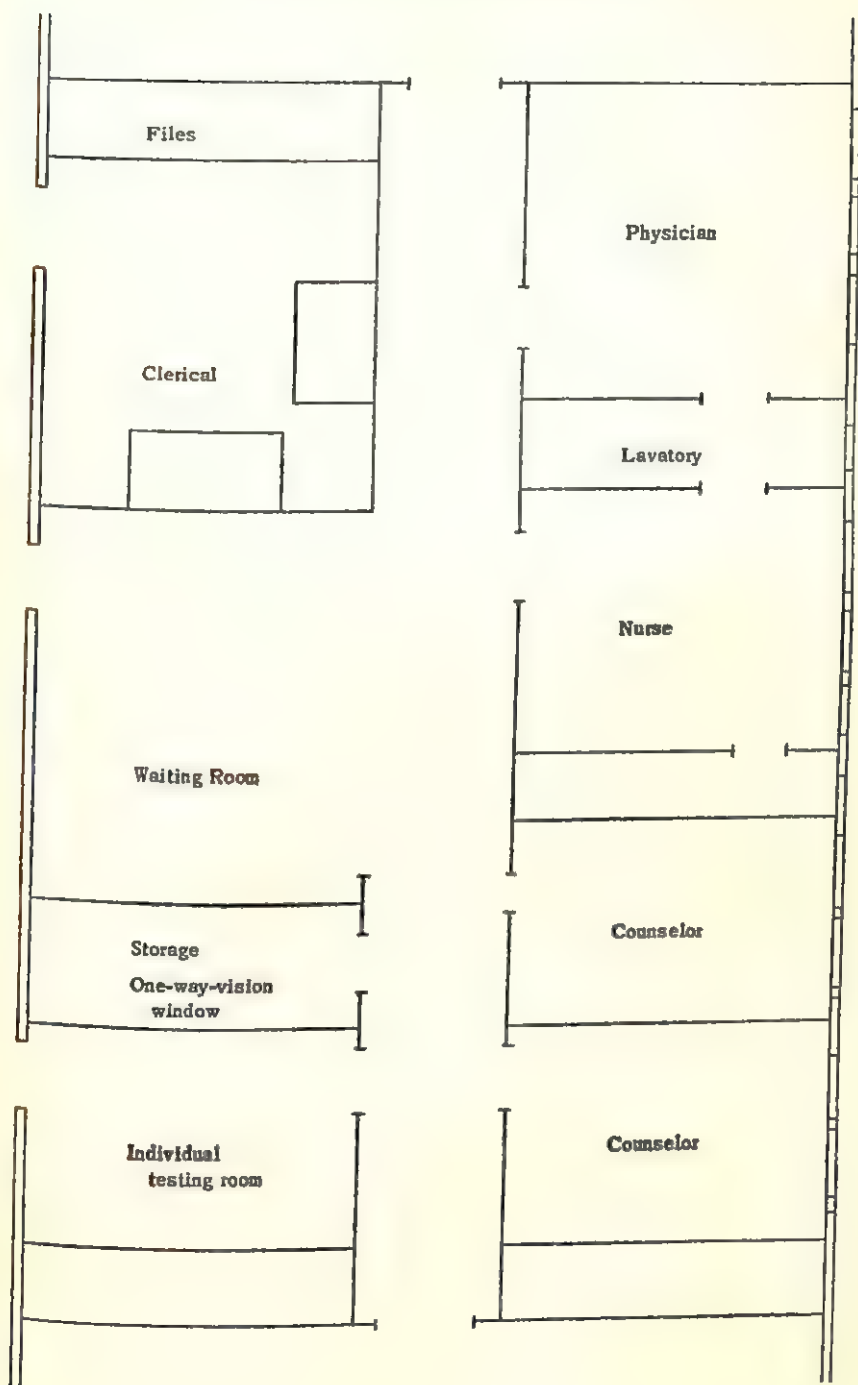 Files
Physician
Clerical
Lavatory
Nurse
Waiting Room
Storage
Counselor
One-way-vision
window
Individual
testing room
Counselor